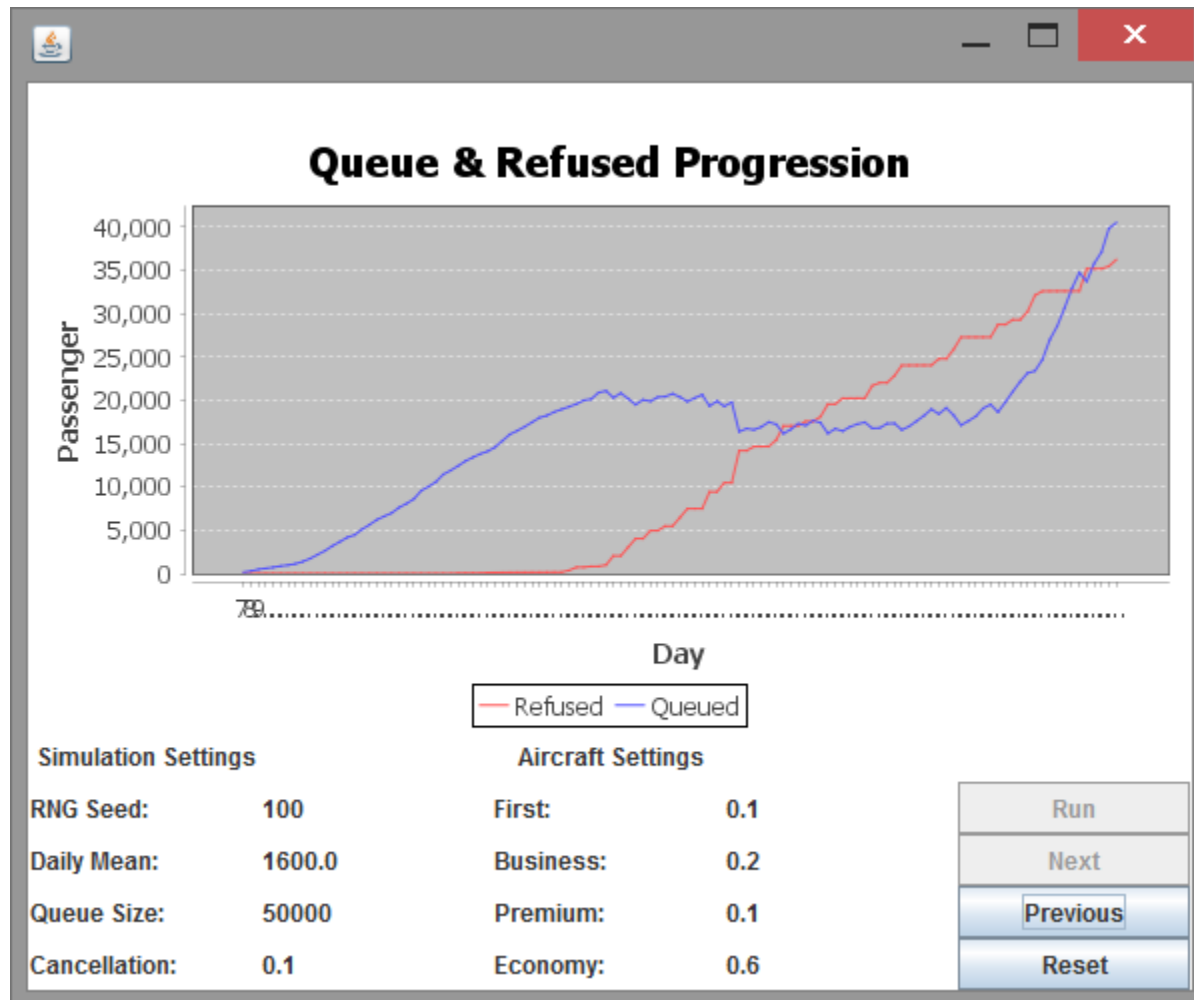 Queue & Refused Progression
Passenger
40,000
35,000
30,000
25,000
20,000
15,000
10,000
5,000
0
789
Day
Refused Queued
Simulation Settings Aircraft Settings
RNG Seed: 100 First: 0.1 Run
Daily Mean: 1600.0 Business: 0.2 Next
Queue Size: 50000 Premium: 0.1 Previous
Cancellation: 0.1 Economy: 0.6 Reset